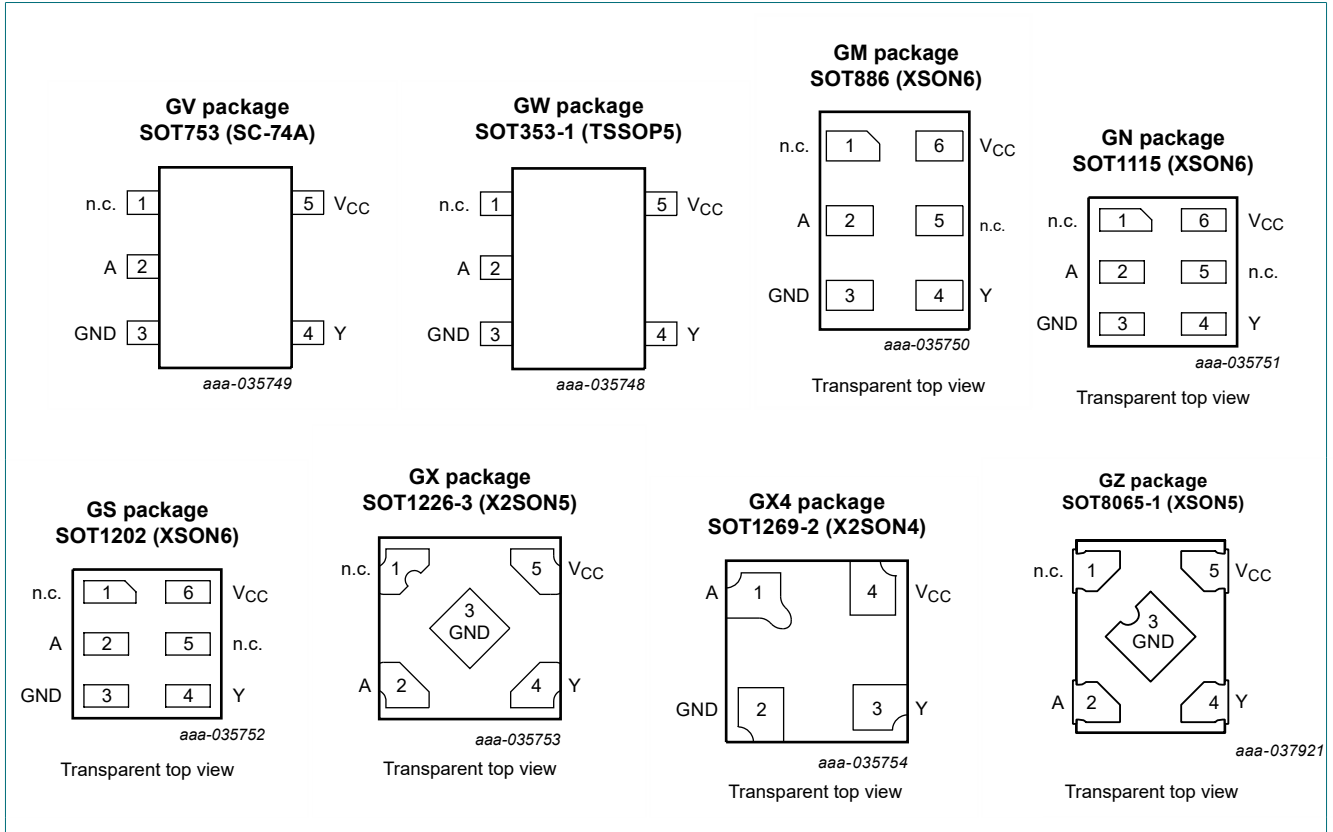 GV package
SOT753 (SC-74A)
n.c. 1
5 VCC
A 2
GND 3
4 Y
aaa-035749
GW package
SOT353-1 (TSSOP5)
n.c. 1
5 VCC
A 2
GND 3
4 Y
aaa-035748
GM package
SOT886 (XSON6)
n.c. 1
6 VCC
A 2
5 n.c.
GND 3
4 Y
aaa-035750
Transparent top view
GN package
SOT1115 (XSON6)
n.c. 1
6 VCC
A 2
5 n.c.
GND 3
4 Y
aaa-035751
Transparent top view
GS package
SOT1202 (XSON6)
n.c. 1
6 VCC
A 2
5 n.c.
GND 3
4 Y
aaa-035752
Transparent top view
GX package
SOT1226-3 (X2SON5)
n.c. 1
5 VCC
3
GND
A 2
4 Y
aaa-035753
Transparent top view
GX4 package
SOT1269-2 (X2SON4)
A 1
4 VCC
GND 2
3 Y
aaa-035754
Transparent top view
GZ package
SOT8065-1 (XSON5)
n.c. 1
5 VCC
3
GND
A 2
4 Y
aaa-037921
Transparent top view